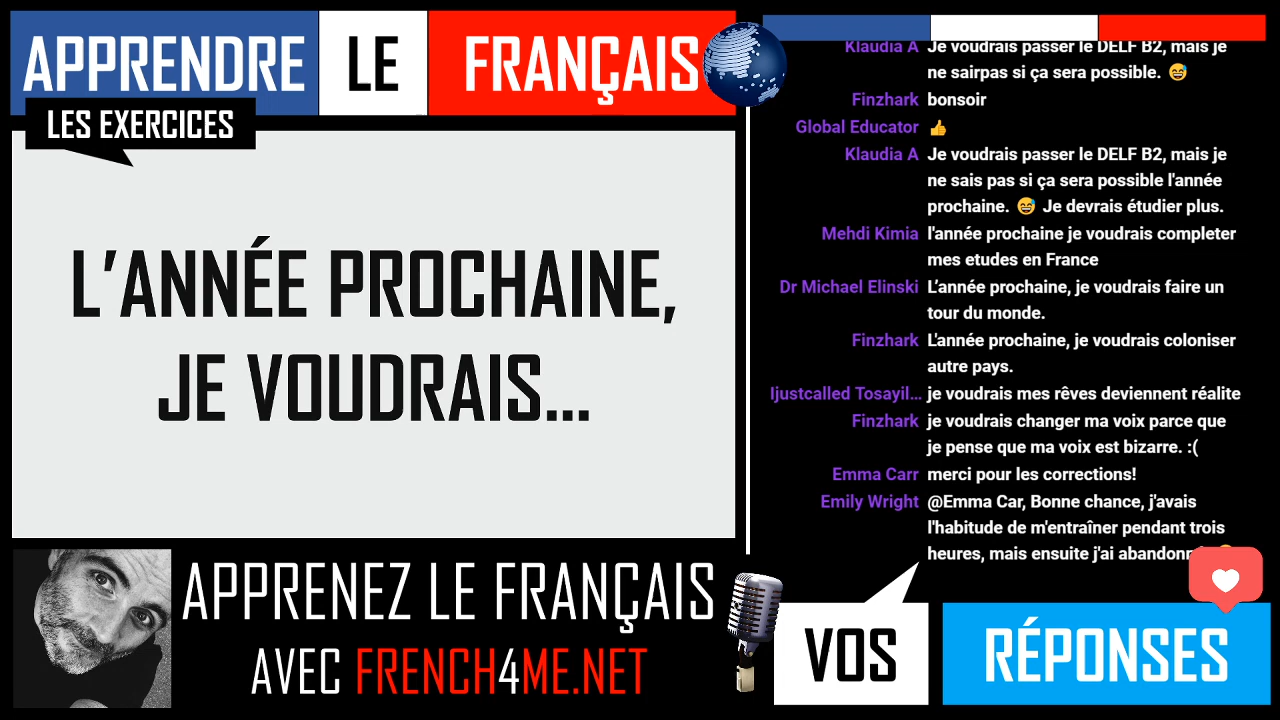 APPRENDRE LE FRANÇAIS
LES EXERCICES
L'ANNÉE PROCHAINE,
JE VOUDRAIS...
APPRENEZ LE FRANÇAIS
AVEC FRENCH4ME.NET
Klaudia A Je voudrais passer le DELF B2, mais je
ne sairpas si ça sera possible. 😅
Finzhark bonsoir
Global Educator 👍
Klaudia A Je voudrais passer le DELF B2, mais je
ne sais pas si ça sera possible l'année
prochaine. 😅 Je devrais étudier plus.
Mehdi Kimia l'année prochaine je voudrais completer
mes etudes en France
Dr Michael Elinski L'année prochaine, je voudrais faire un
tour du monde.
Finzhark L'année prochaine, je voudrais coloniser
autre pays.
Ijustcalled Tosayil... je voudrais mes rêves deviennent réalite
Finzhark je voudrais changer ma voix parce que
je pense que ma voix est bizarre. :(
Emma Carr merci pour les corrections!
Emily Wright @Emma Car, Bonne chance, j'avais
l'habitude de m'entraîner pendant trois
heures, mais ensuite j'ai
VOS RÉPONSES